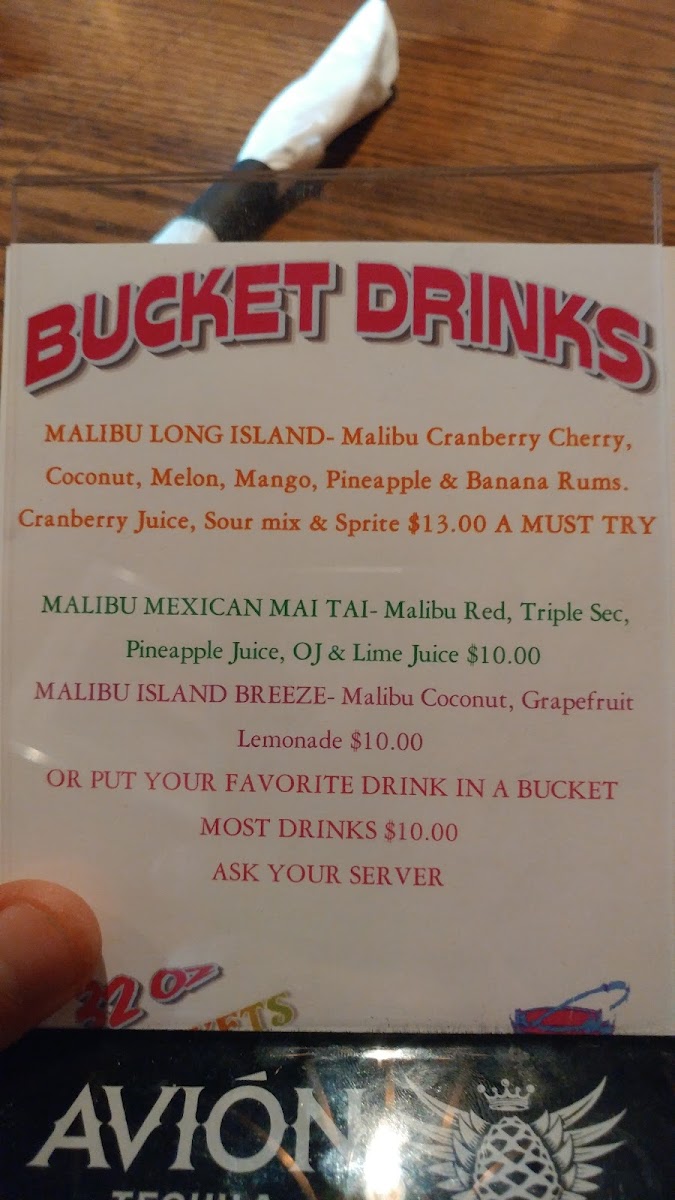 BUCKET DRINKS
MALIBU LONG ISLAND- Malibu Cranberry Cherry,
Coconut, Melon, Mango, Pineapple & Banana Rums.
Cranberry Juice, Sour mix & Sprite $13.00 A MUST TRY
MALIBU MEXICAN MAI TAI- Malibu Red, Triple Sec,
Pineapple Juice, OJ & Lime Juice $10.00
MALIBU ISLAND BREEZE- Malibu Coconut, Grapefruit
Lemonade $10.00
OR PUT YOUR FAVORITE DRINK IN A BUCKET
MOST DRINKS $10.00
ASK YOUR SERVER
32 OZ
AVIÓN
TEQUILA